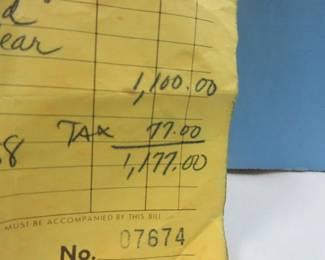 d
ear
1,100.00
8 TAX 77.00
1,177.00
MUST BE ACCOMPANIED BY THIS BILL
No. 07674